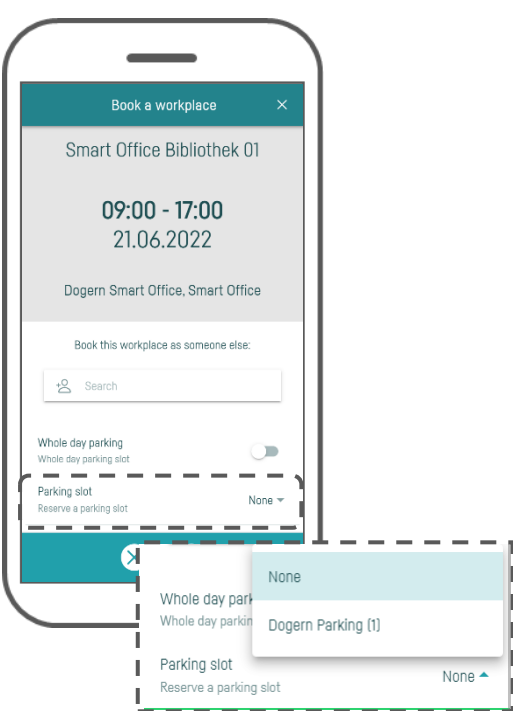 Book a workplace
Smart Office Bibliothek 01
09:00 - 17:00
21.06.2022
Dogern Smart Office, Smart Office
Book this workplace as someone else:
Search
Whole day parking
Whole day parking slot
Parking slot
Reserve a parking slot
None
None
Dogern Parking (1)
Whole day park
Whole day parkin
Parking slot
Reserve a parking slot
None